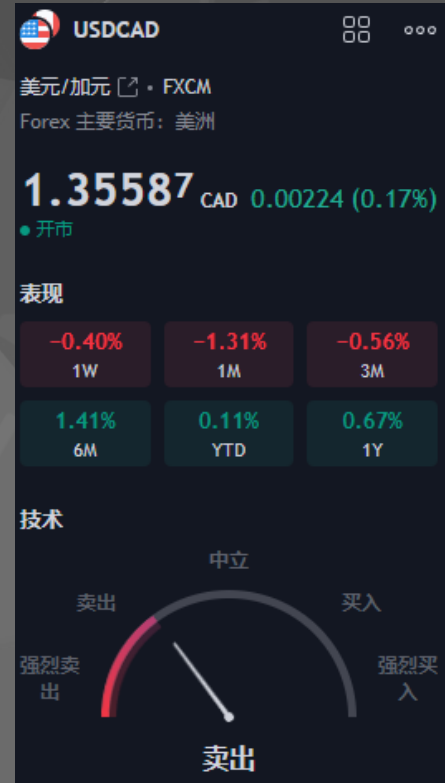 USDCAD
美元/加元 • FXCM
Forex 主要货币：美洲
1.35587 CAD 0.00224 (0.17%)
开市
表现
−0.40% −1.31% −0.56%
1W 1M 3M
1.41% 0.11% 0.67%
6M YTD 1Y
技术
中立
卖出 买入
强烈卖出 强烈买入
卖出